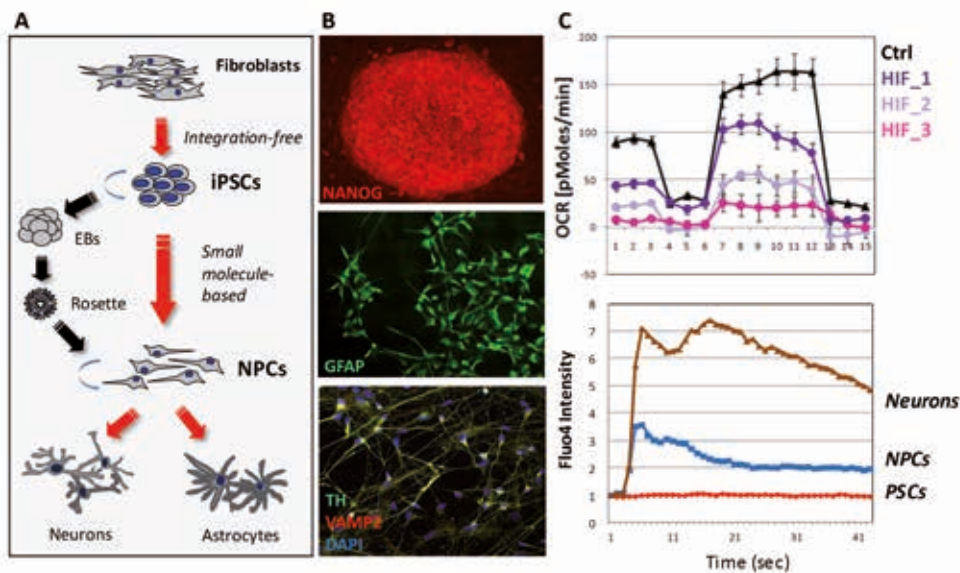 A
Fibroblasts
Integration-free
iPSCs
EBs
Small
molecule-
based
Rosette
NPCs
Neurons
Astrocytes
B
NANOG
GFAP
TH
VAMP2
DAPI
C
OCR [pMoles/min]
200
150
100
50
0
-50
1 2 3 4 5 6 7 8 9 10 11 12 13 14 15
Ctrl
HIF_1
HIF_2
HIF_3
Fluo4 Intensity
8
7
6
5
4
3
2
1
0
1 11 21 31 41
Time (sec)
Neurons
NPCs
PSCs